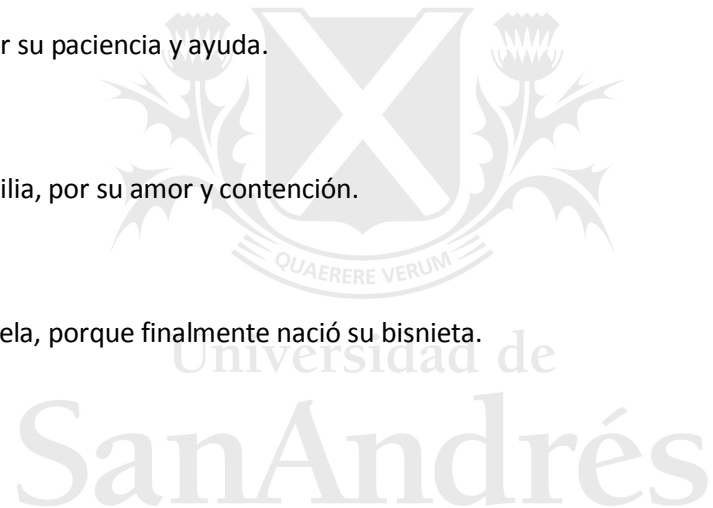 r su paciencia y ayuda.
ilia, por su amor y contención.
QUAERERE VERUM
ela, porque finalmente nació su bisnieta.
Universidad de
SanAndrés